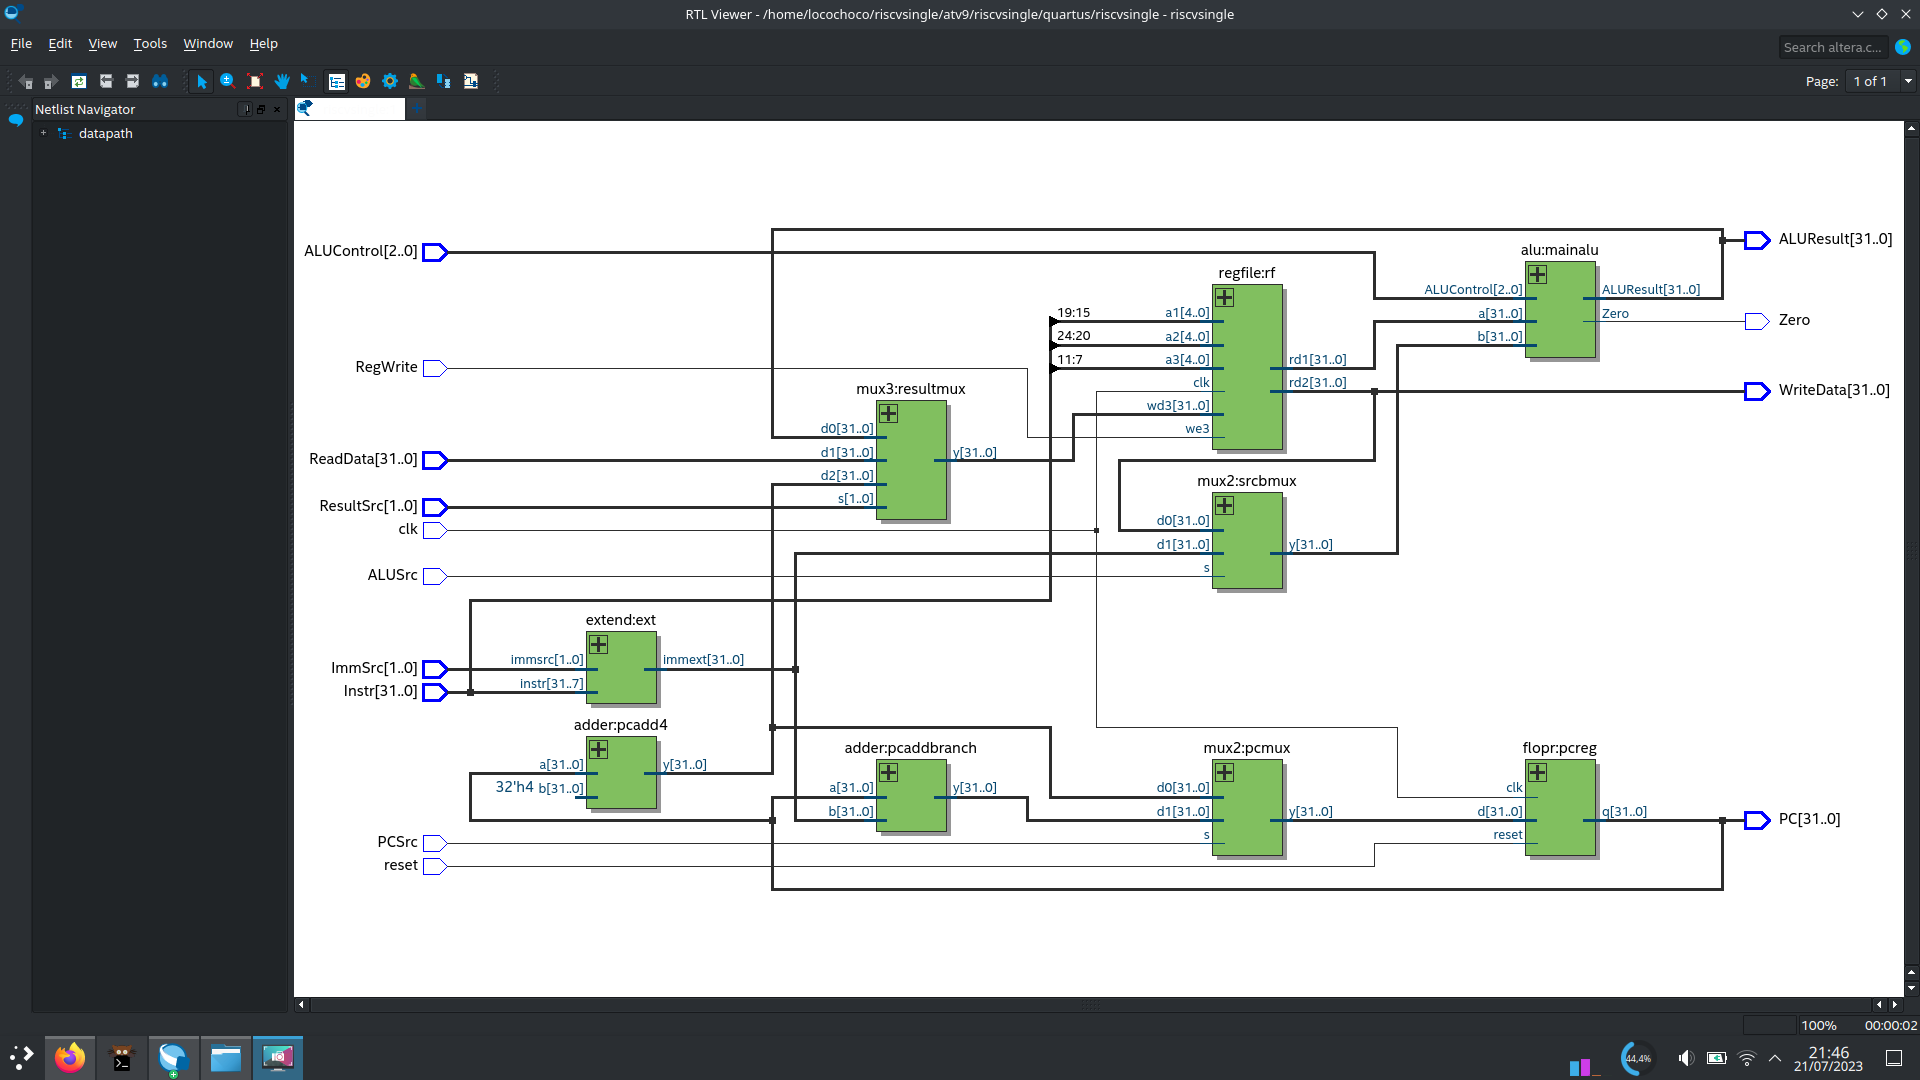 RTL Viewer - /home/locochoco/riscvsingle/atv9/riscvsingle/quartus/riscvsingle - riscvsingle
File Edit View Tools Window Help
Search altera.c...
Page: 1 of 1
Netlist Navigator
datapath
ALUControl[2..0]
RegWrite
ReadData[31..0]
ResultSrc[1..0]
clk
ALUSrc
ImmSrc[1..0]
Instr[31..0]
PCSrc
reset
mux3:resultmux
d0[31..0]
d1[31..0]
d2[31..0]
s[1..0]
y[31..0]
extend:ext
immsrc[1..0]
instr[31..7]
immext[31..0]
adder:pcadd4
a[31..0]
32'h4 b[31..0]
y[31..0]
adder:pcaddbranch
a[31..0]
b[31..0]
y[31..0]
regfile:rf
19:15
24:20
11:7
a1[4..0]
a2[4..0]
a3[4..0]
clk
wd3[31..0]
we3
rd1[31..0]
rd2[31..0]
mux2:srcbmux
d0[31..0]
d1[31..0]
s
y[31..0]
mux2:pcmux
d0[31..0]
d1[31..0]
s
y[31..0]
alu:mainalu
ALUControl[2..0]
a[31..0]
b[31..0]
ALUResult[31..0]
Zero
flopr:pcreg
clk
d[31..0]
reset
q[31..0]
ALUResult[31..0]
Zero
WriteData[31..0]
PC[31..0]
100% 00:00:02
44,4%
21:46
21/07/2023